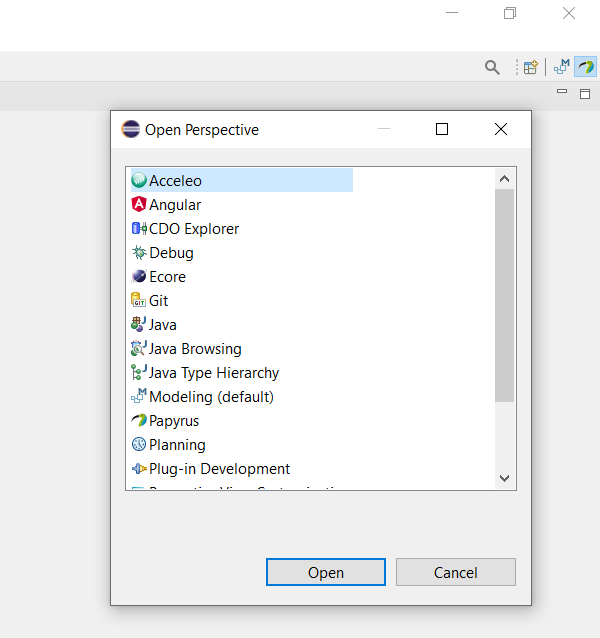 Open Perspective
Acceleo
Angular
CDO Explorer
Debug
Ecore
Git
Java
Java Browsing
Java Type Hierarchy
Modeling (default)
Papyrus
Planning
Plug-in Development
Open
Cancel